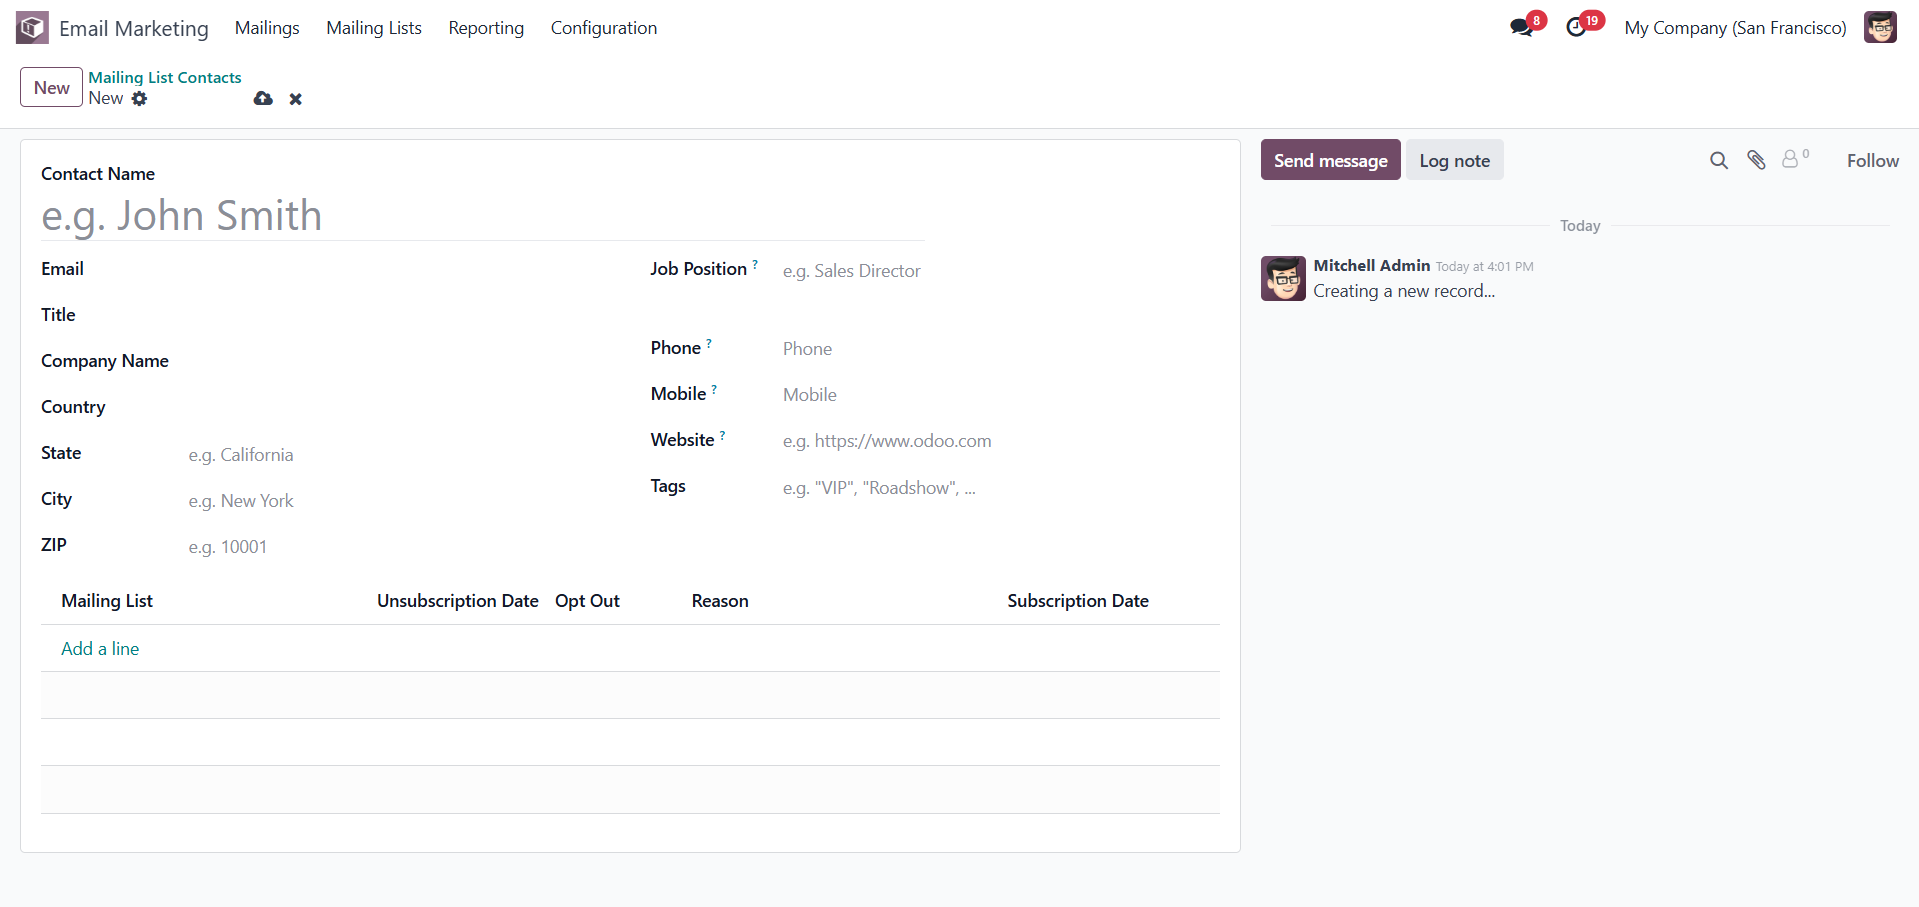 Email Marketing Mailings Mailing Lists Reporting Configuration 8 19 My Company (San Francisco)
New Mailing List Contacts
New
Send message Log note 0 Follow
Contact Name
e.g. John Smith
Today
Mitchell Admin Today at 4:01 PM
Creating a new record...
Email
Title
Company Name
Country
State e.g. California
City e.g. New York
ZIP e.g. 10001
Job Position ? e.g. Sales Director
Phone ? Phone
Mobile ? Mobile
Website ? e.g. https://www.odoo.com
Tags e.g. "VIP", "Roadshow", ...
Mailing List Unsubscription Date Opt Out Reason Subscription Date
Add a line